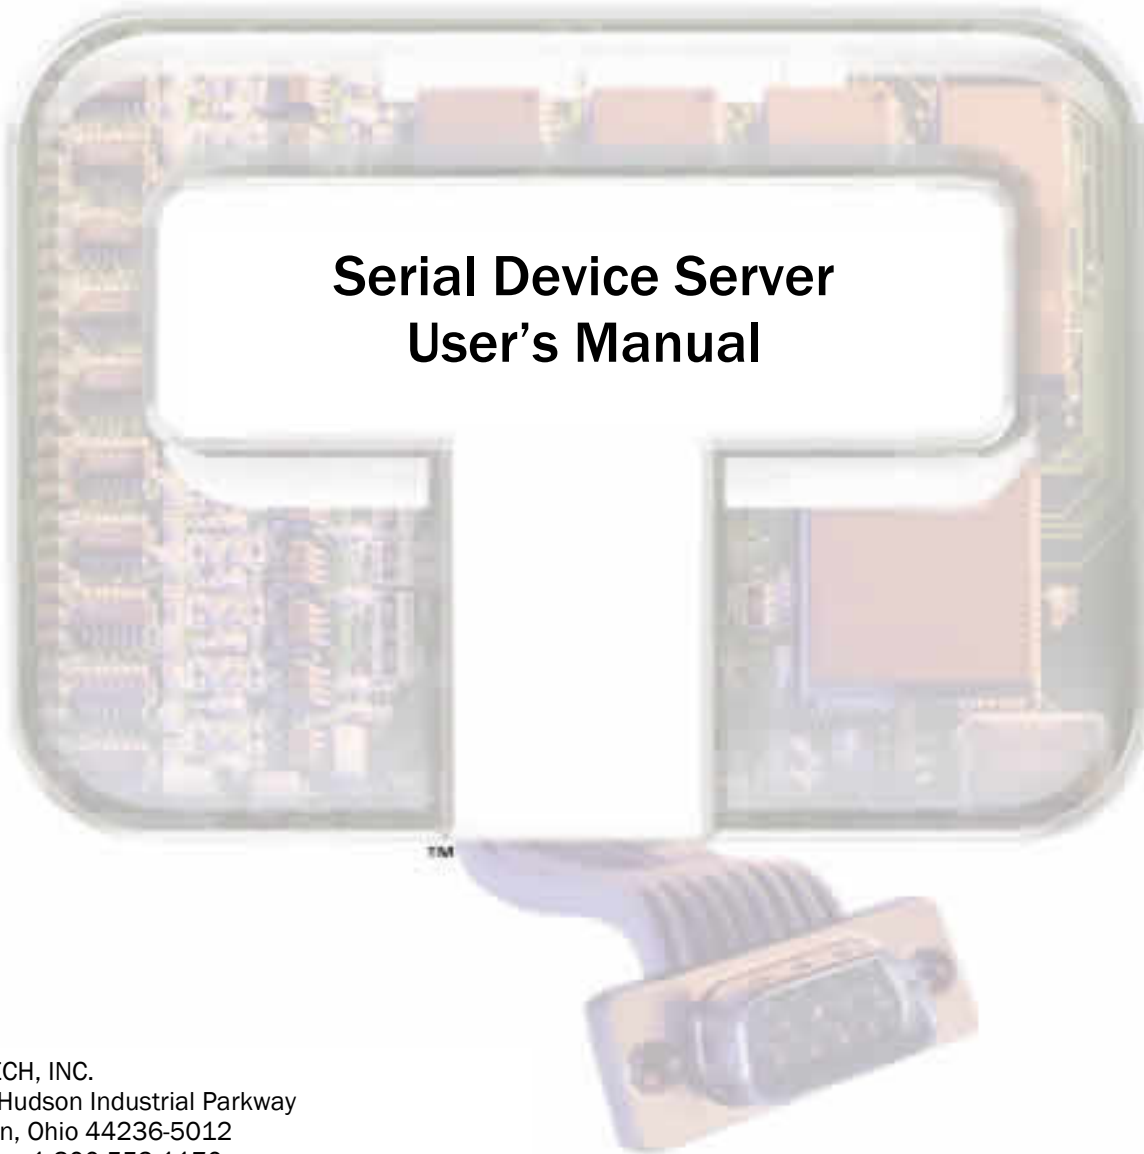 Serial Device Server
User's Manual
TM
CH, INC.
Hudson Industrial Parkway
n, Ohio 44236-5012